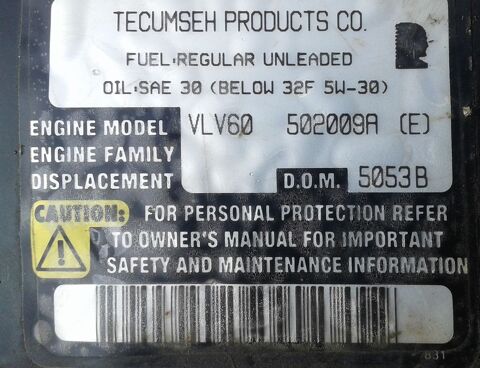 TECUMSEH PRODUCTS CO.
FUEL:REGULAR UNLEADED
OIL:SAE 30 (BELOW 32F 5W-30)
ENGINE MODEL VLV60 502009A (E)
ENGINE FAMILY
DISPLACEMENT D.O.M. 5053B
CAUTION: FOR PERSONAL PROTECTION REFER
TO OWNER'S MANUAL FOR IMPORTANT
SAFETY AND MAINTENANCE INFORMATION
831